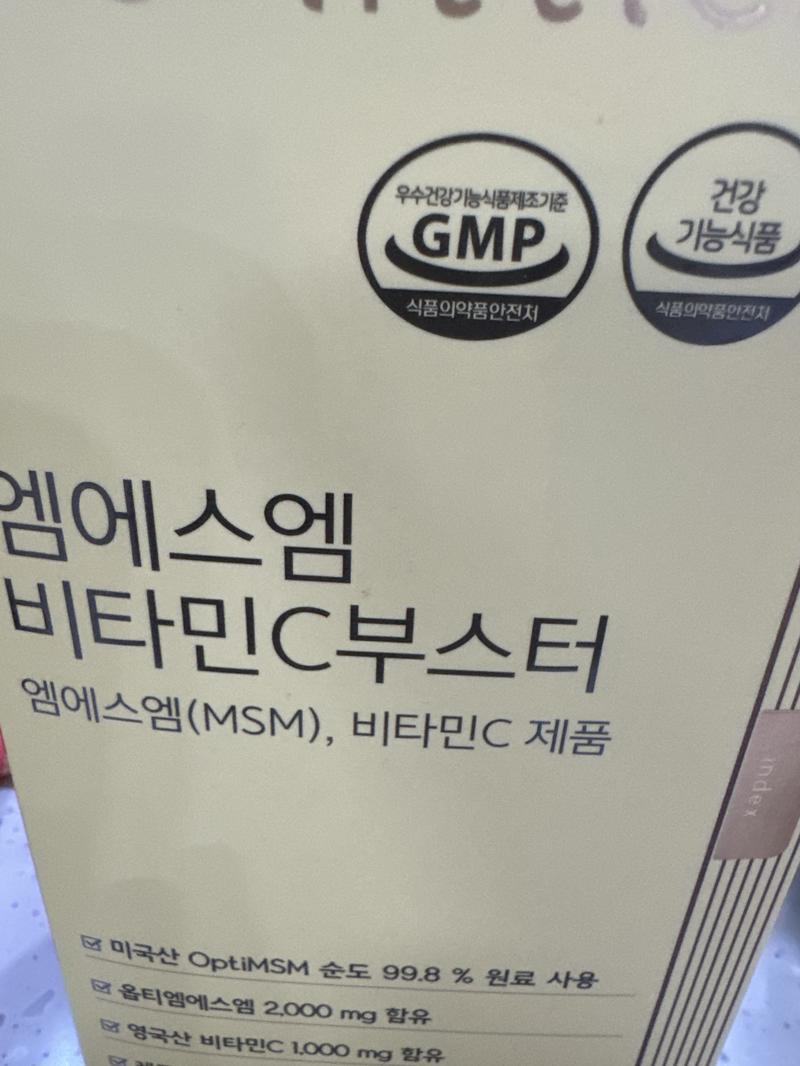 우수건강기능식품제조기준
GMP
식품의약품안전처
건강
기능식품
식품의약품안전처
엠에스엠
비타민C부스터
엠에스엠(MSM), 비타민C 제품
index
미국산 OptiMSM 순도 99.8 % 원료 사용
옵티엠에스엠 2,000 mg 함유
영국산 비타민C 1,000 mg 함유